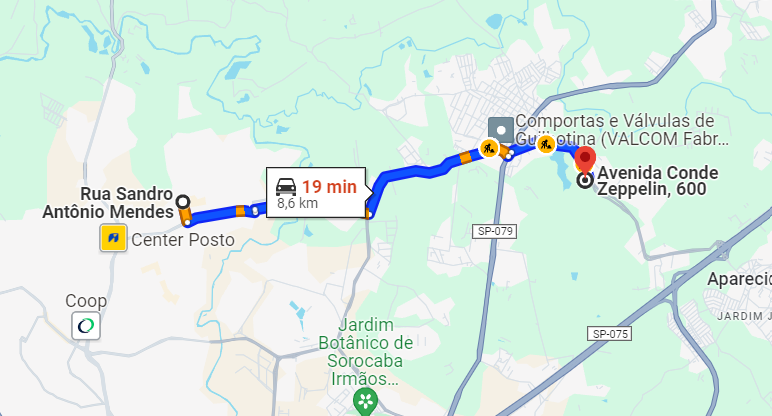 Comportas e Válvulas de
Guilhotina (VALCOM Fabr...
Avenida Conde
Zeppelin, 600
19 min
8,6 km
Rua Sandro
Antônio Mendes
Center Posto
SP-079
Aparecid
JARDIM J
Coop
SP-075
Jardim
Botânico de
Sorocaba
Irmãos...